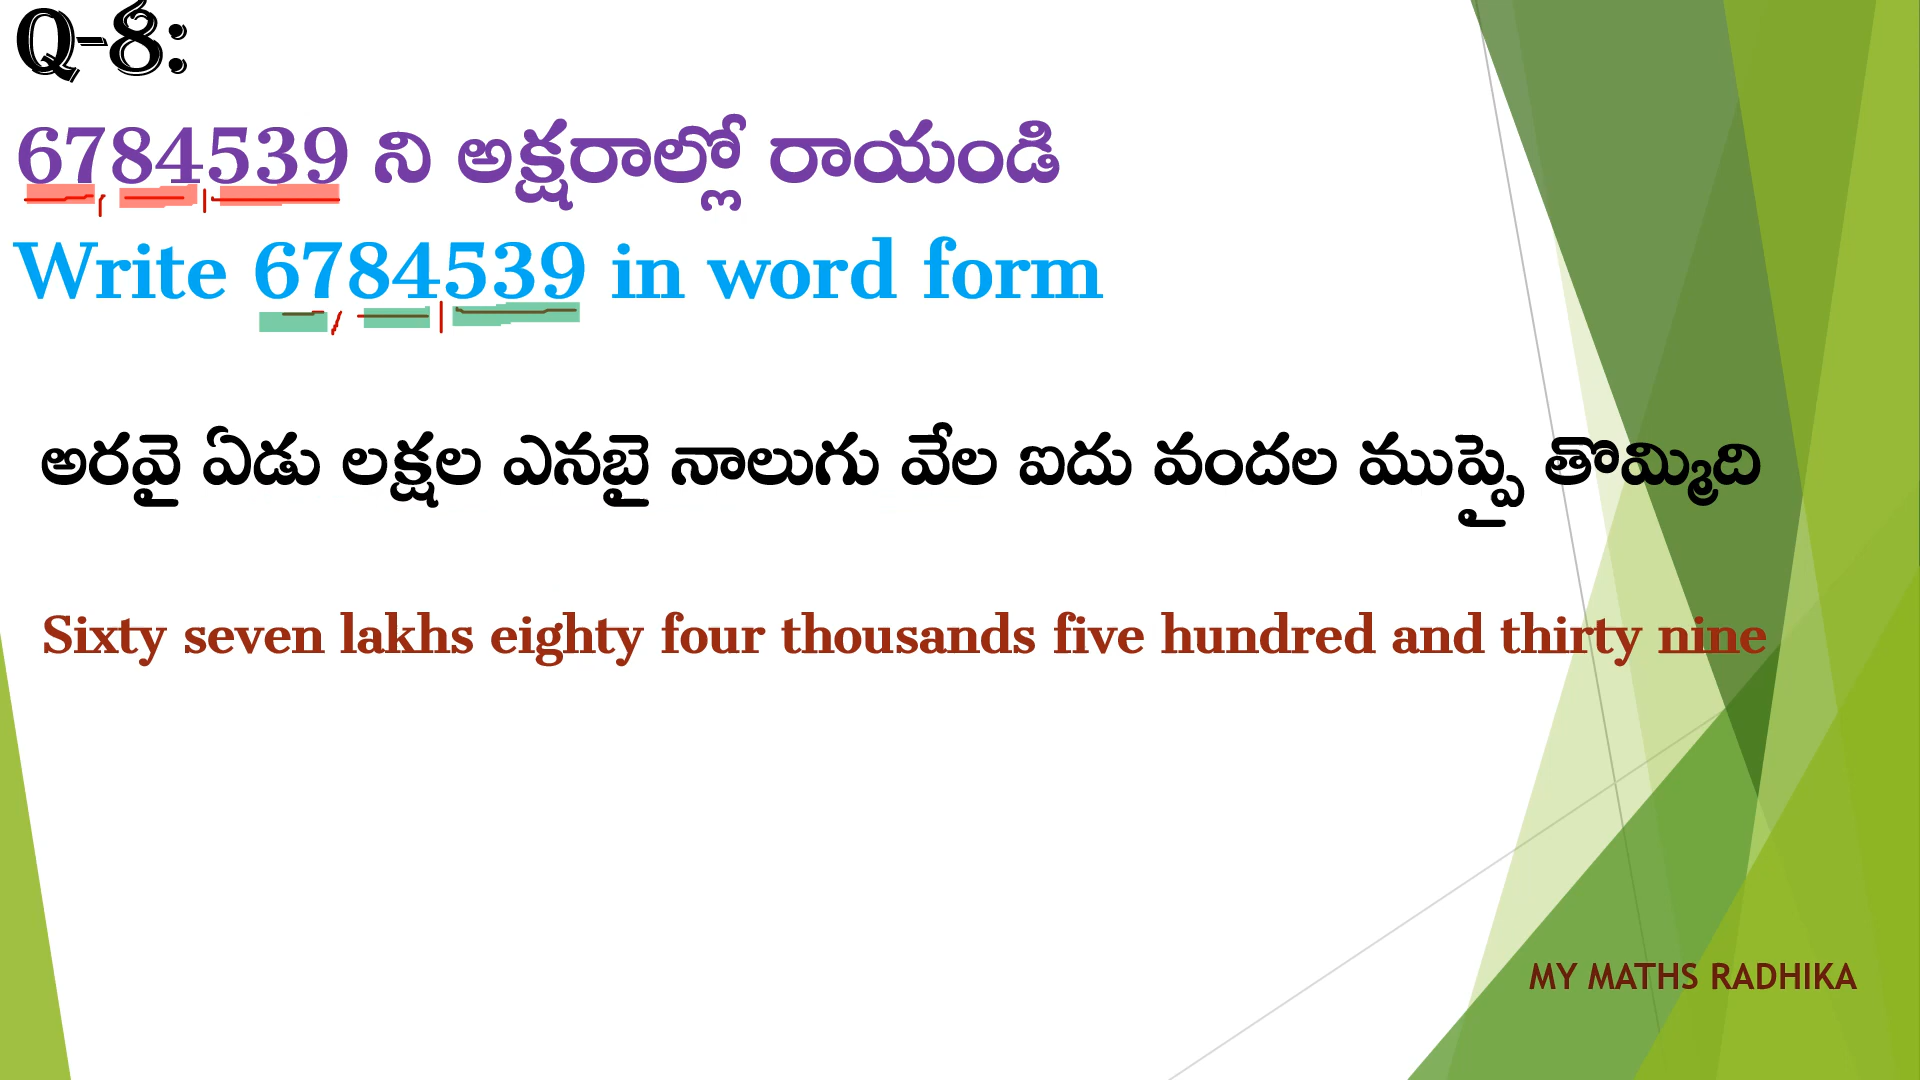 Q-8:
6784539 ని అక్షరాల్లో రాయండి
Write 6784539 in word form
అరవై ఏడు లక్షల ఎనబై నాలుగు వేల ఐదు వందల ముప్పై తొమ్మిది
Sixty seven lakhs eighty four thousands five hundred and thirty nine
MY MATHS RADHIKA